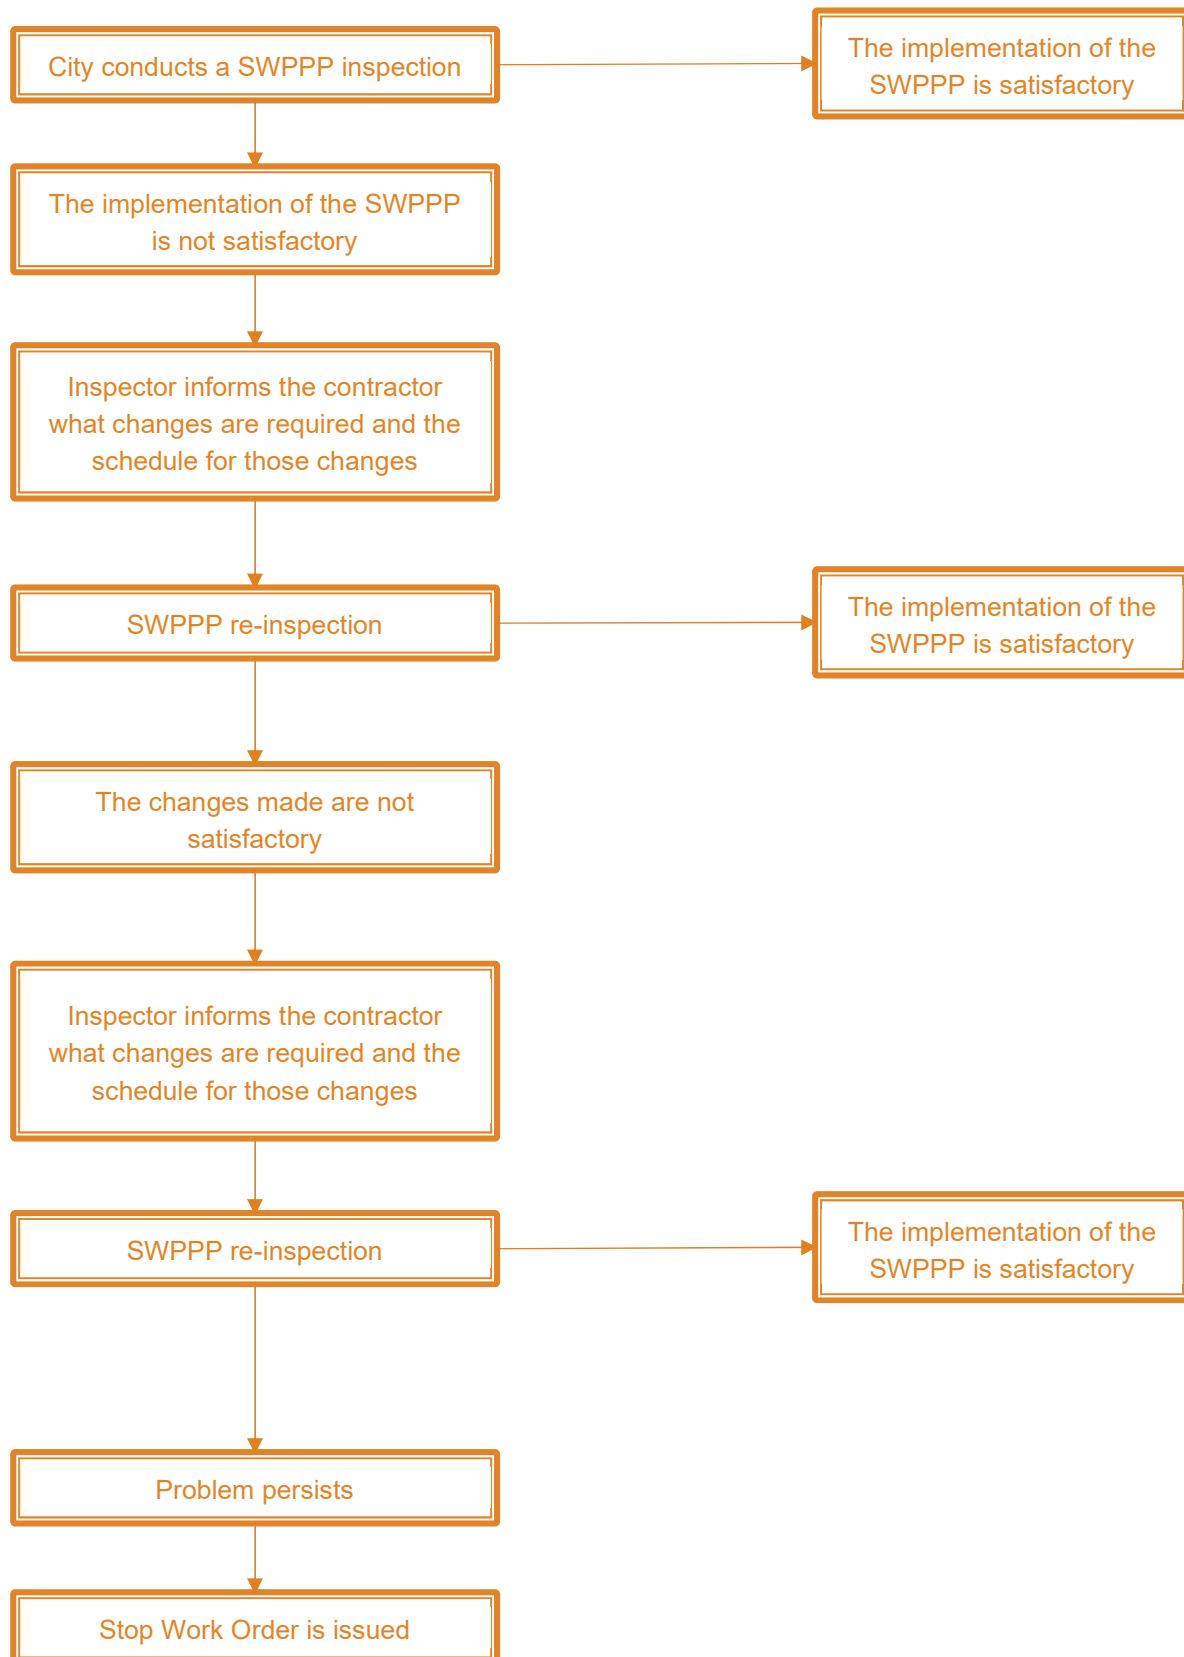 City conducts a SWPPP inspection
The implementation of the
SWPPP is satisfactory
The implementation of the SWPPP
is not satisfactory
Inspector informs the contractor
what changes are required and the
schedule for those changes
SWPPP re-inspection
The implementation of the
SWPPP is satisfactory
The changes made are not
satisfactory
Inspector informs the contractor
what changes are required and the
schedule for those changes
SWPPP re-inspection
The implementation of the
SWPPP is satisfactory
Problem persists
Stop Work Order is issued